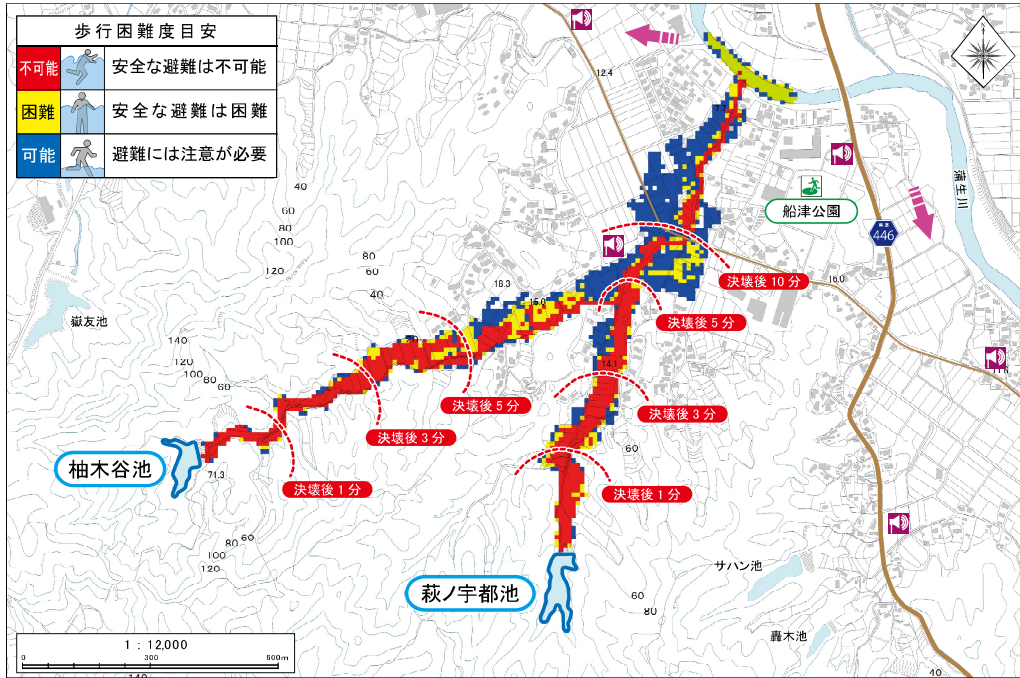 歩行困難度目安
不可能 安全な避難は不可能
困難 安全な避難は困難
可能 避難には注意が必要
12.4
蒲生川
船津公園
県道
446
40
60
80
100
120
80
60
40
18.3
15.0
16.0
決壊後10分
決壊後5分
嶽友池
140
120
100
80
60
14.1
決壊後5分
決壊後3分
決壊後3分
柚木谷池
71.3
決壊後1分
60
決壊後1分
60
80
100
120
萩ノ宇都池
サハン池
60
80
轟木池
40
1:12,000
0 300 600m
140